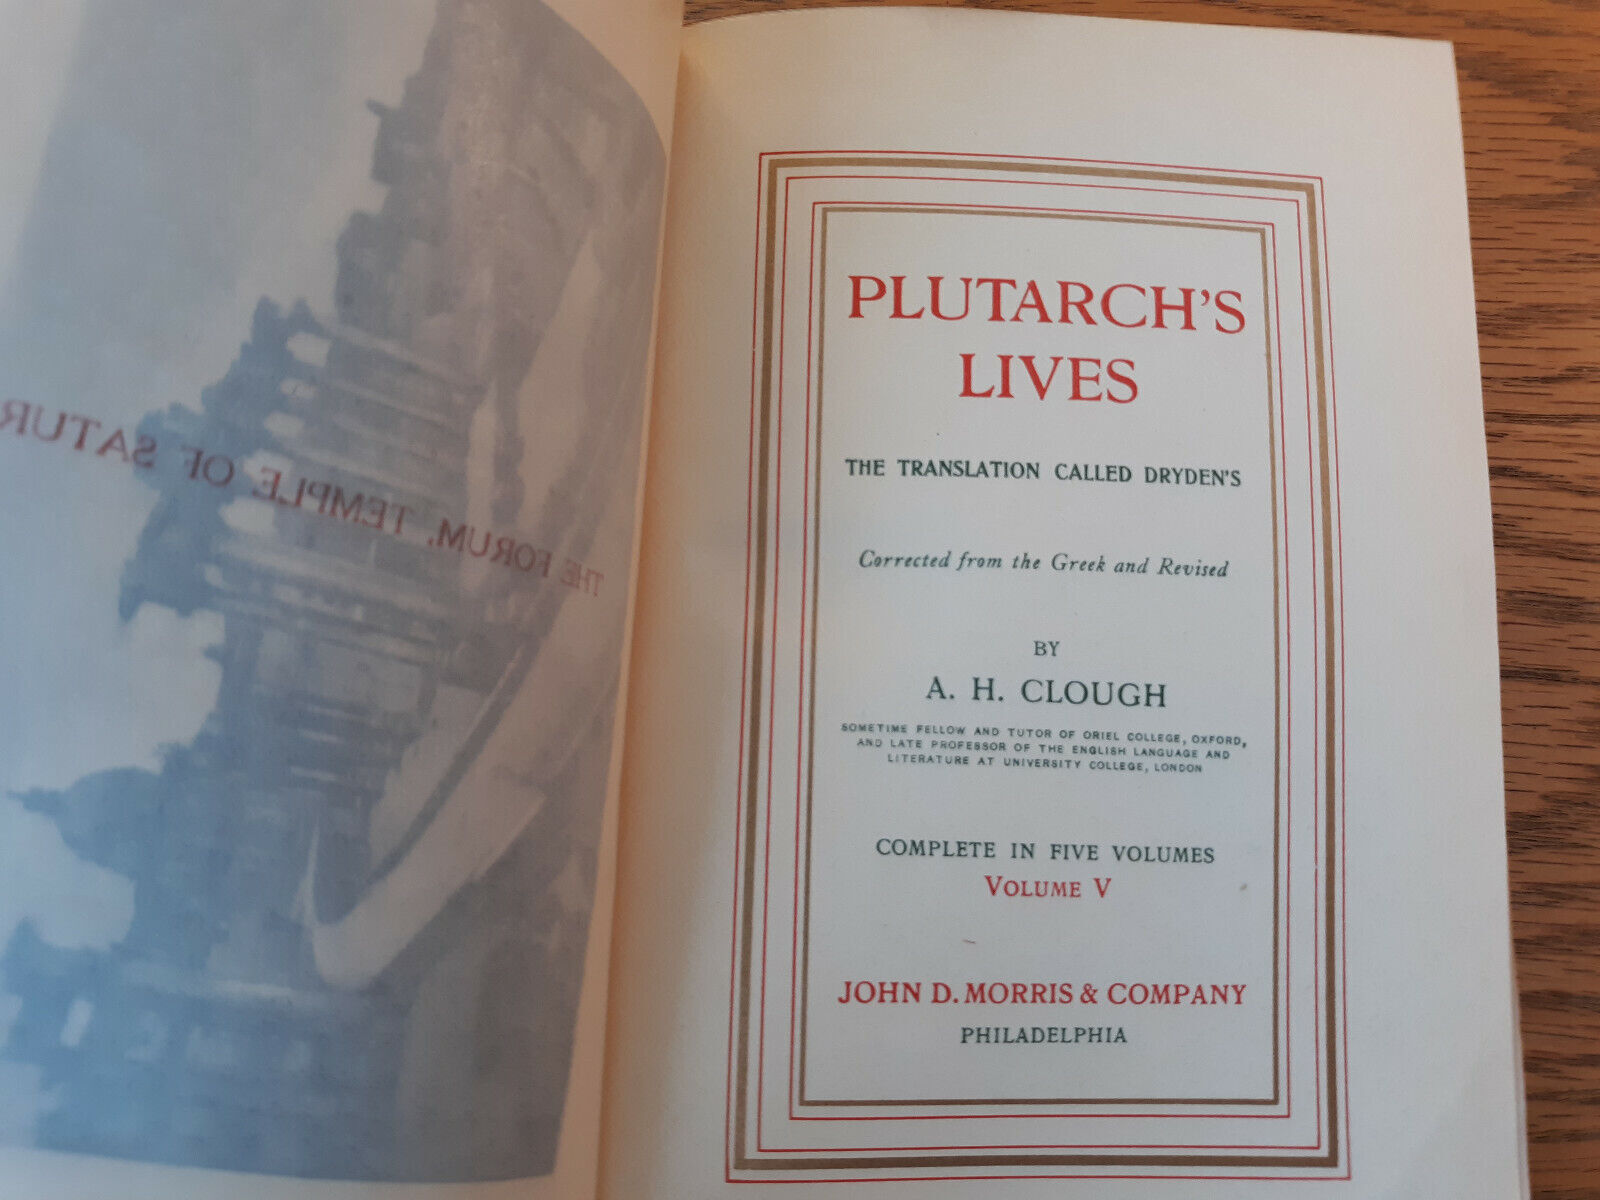 THE FORUM, TEMPLE OF SATUR
PLUTARCH'S
LIVES
THE TRANSLATION CALLED DRYDEN'S
Corrected from the Greek and Revised
BY
A. H. CLOUGH
SOMETIME FELLOW AND TUTOR OF ORIEL COLLEGE, OXFORD,
AND LATE PROFESSOR OF THE ENGLISH LANGUAGE AND
LITERATURE AT UNIVERSITY COLLEGE, LONDON
COMPLETE IN FIVE VOLUMES
VOLUME V
JOHN D. MORRIS & COMPANY
PHILADELPHIA